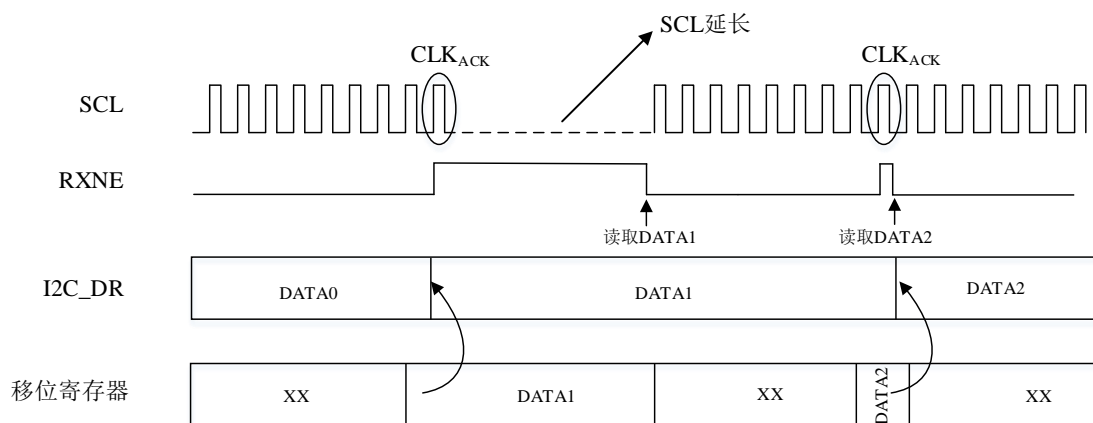 SCL延长
CLKACK
CLKACK
SCL
RXNE
读取DATA1
读取DATA2
I2C_DR
DATA0
DATA1
DATA2
移位寄存器
XX
DATA1
XX
DATA2
XX